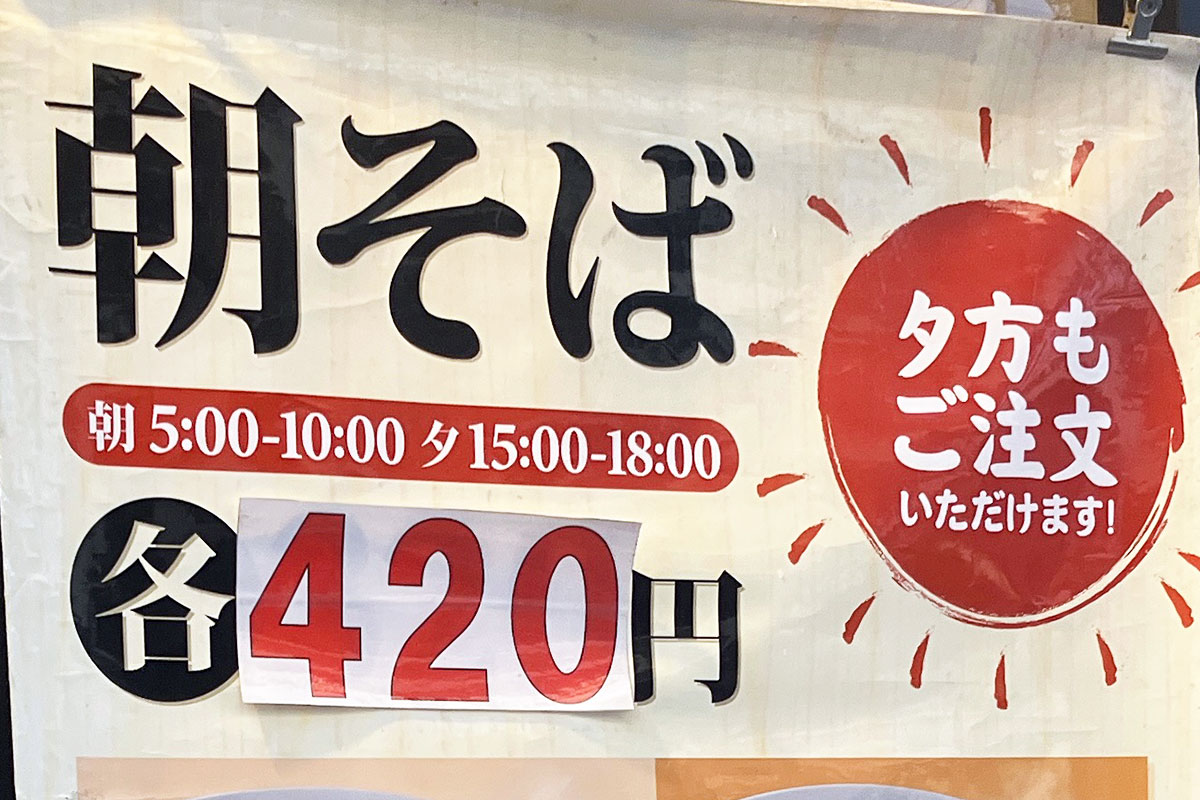 朝そば
朝 5:00-10:00 夕 15:00-18:00
各420円
夕方も
ご注文
いただけます!